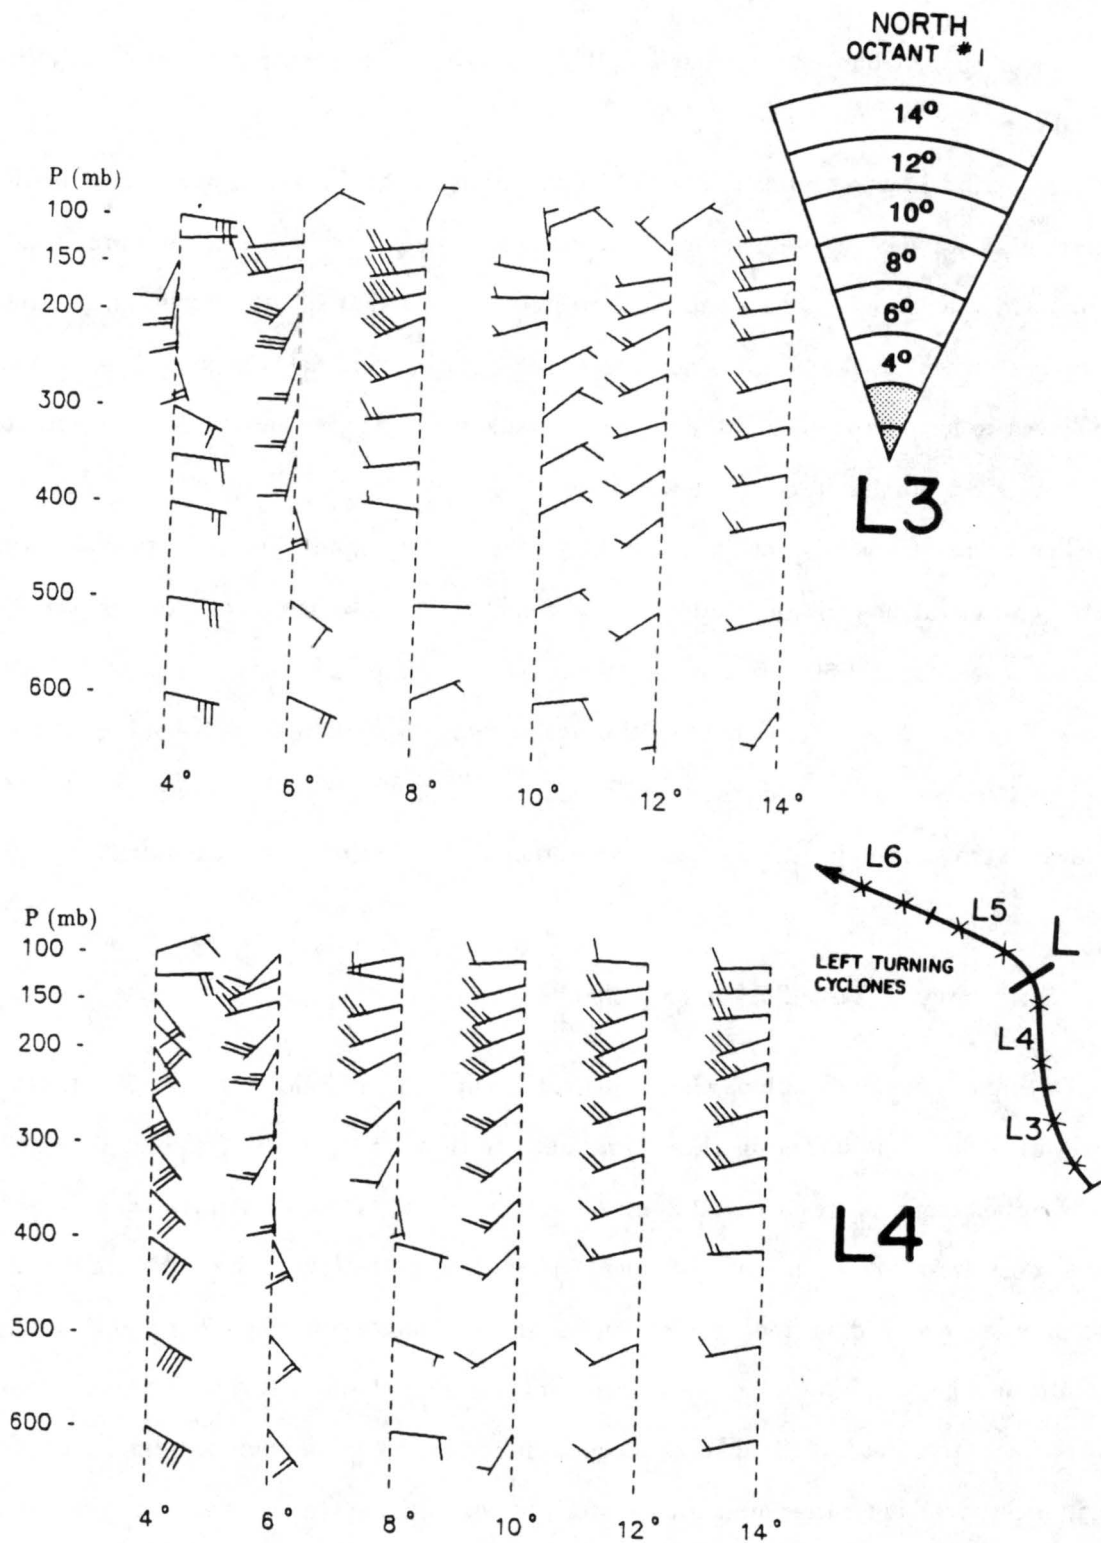 NORTH
OCTANT #1
14°
12°
10°
8°
6°
4°
L3
P (mb)
100 -
150 -
200 -
300 -
400 -
500 -
600 -
4° 6° 8° 10° 12° 14°
L6
L5
L
LEFT TURNING
CYCLONES
L4
L3
L4
P (mb)
100 -
150 -
200 -
300 -
400 -
500 -
600 -
4° 6° 8° 10° 12° 14°